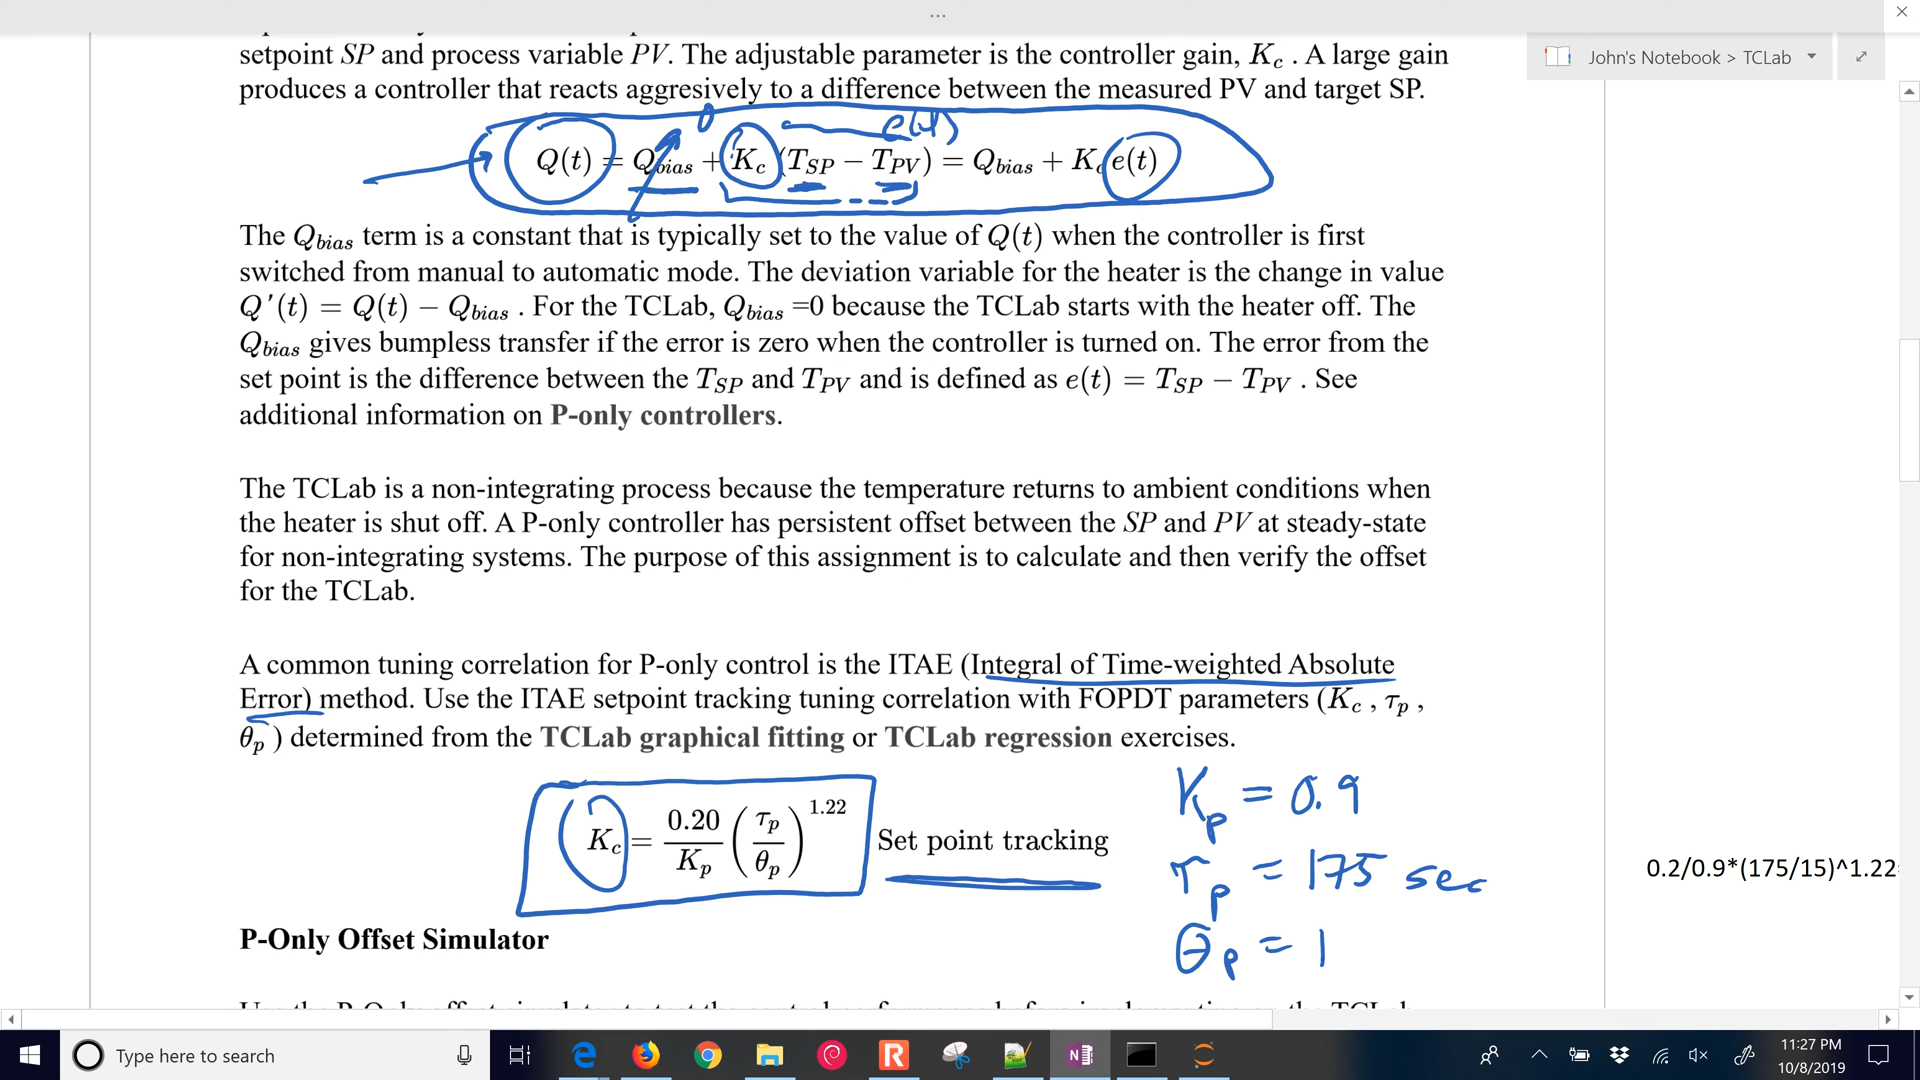 ...
John's Notebook > TCLab
setpoint SP and process variable PV. The adjustable parameter is the controller gain, K_c . A large gain
produces a controller that reacts aggresively to a difference between the measured PV and target SP.
0
e(t)
Q(t) = Q_bias + K_c (T_SP − T_PV) = Q_bias + K_c e(t)
The Q_bias term is a constant that is typically set to the value of Q(t) when the controller is first
switched from manual to automatic mode. The deviation variable for the heater is the change in value
Q'(t) = Q(t) − Q_bias . For the TCLab, Q_bias =0 because the TCLab starts with the heater off. The
Q_bias gives bumpless transfer if the error is zero when the controller is turned on. The error from the
set point is the difference between the T_SP and T_PV and is defined as e(t) = T_SP − T_PV . See
additional information on P-only controllers.
The TCLab is a non-integrating process because the temperature returns to ambient conditions when
the heater is shut off. A P-only controller has persistent offset between the SP and PV at steady-state
for non-integrating systems. The purpose of this assignment is to calculate and then verify the offset
for the TCLab.
A common tuning correlation for P-only control is the ITAE (Integral of Time-weighted Absolute
Error) method. Use the ITAE setpoint tracking tuning correlation with FOPDT parameters (K_c , τ_p ,
θ_p ) determined from the TCLab graphical fitting or TCLab regression exercises.
K_c = 0.20/K_p (τ_p/θ_p)^1.22 Set point tracking
K_p = 0.9
τ_p = 175 sec
θ_p = 1
0.2/0.9*(175/15)^1.22=
P-Only Offset Simulator
Type here to search
11:27 PM
10/8/2019